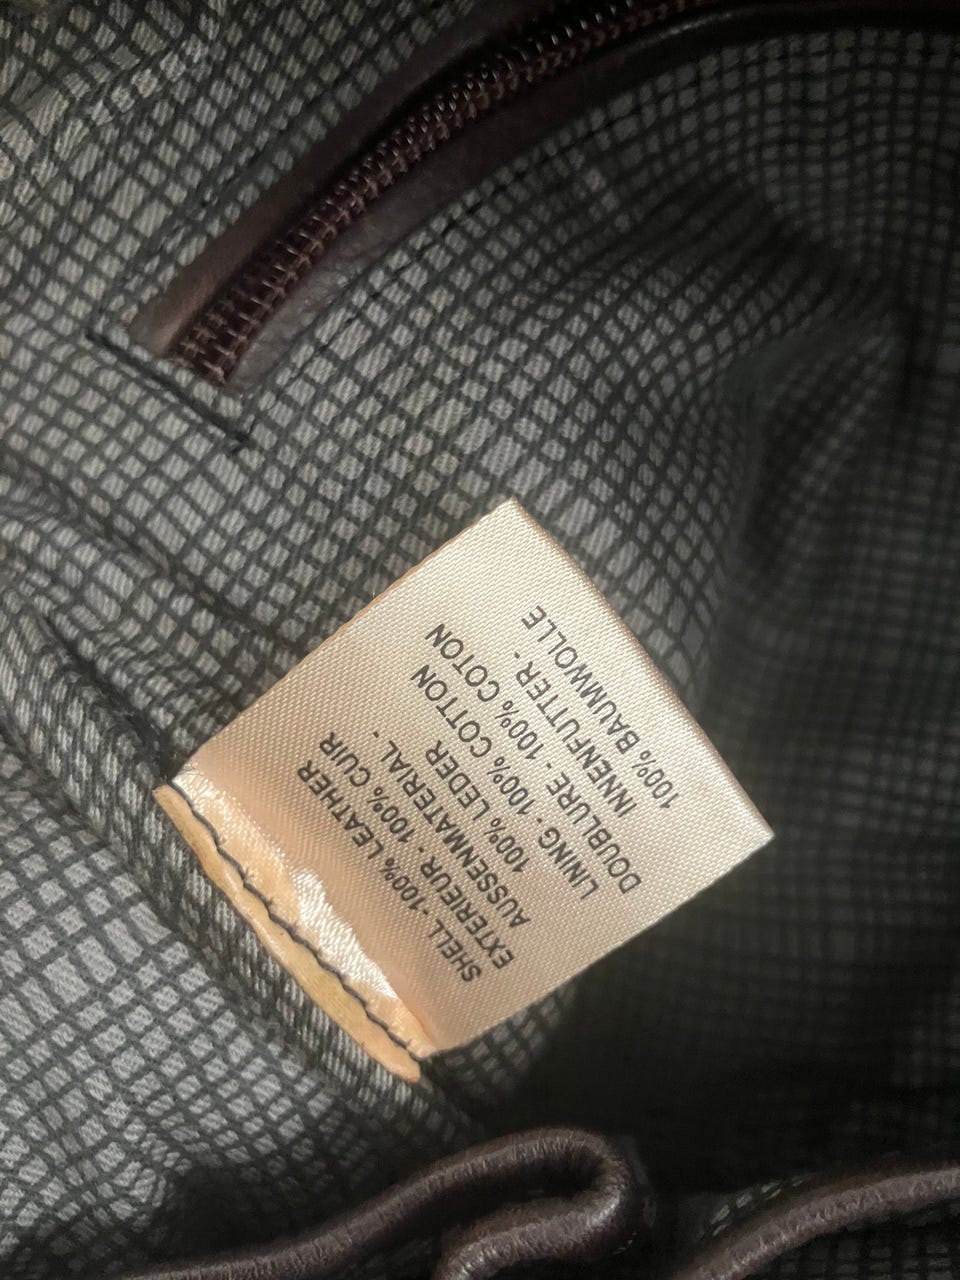 SHELL -100% LEATHER
EXTERIEUR - 100% CUIR
AUSSENMATERIAL -
100% LEDER
LINING - 100% COTTON
DOUBLURE - 100% COTON
INNENFUTTER -
100% BAUMWOLLE